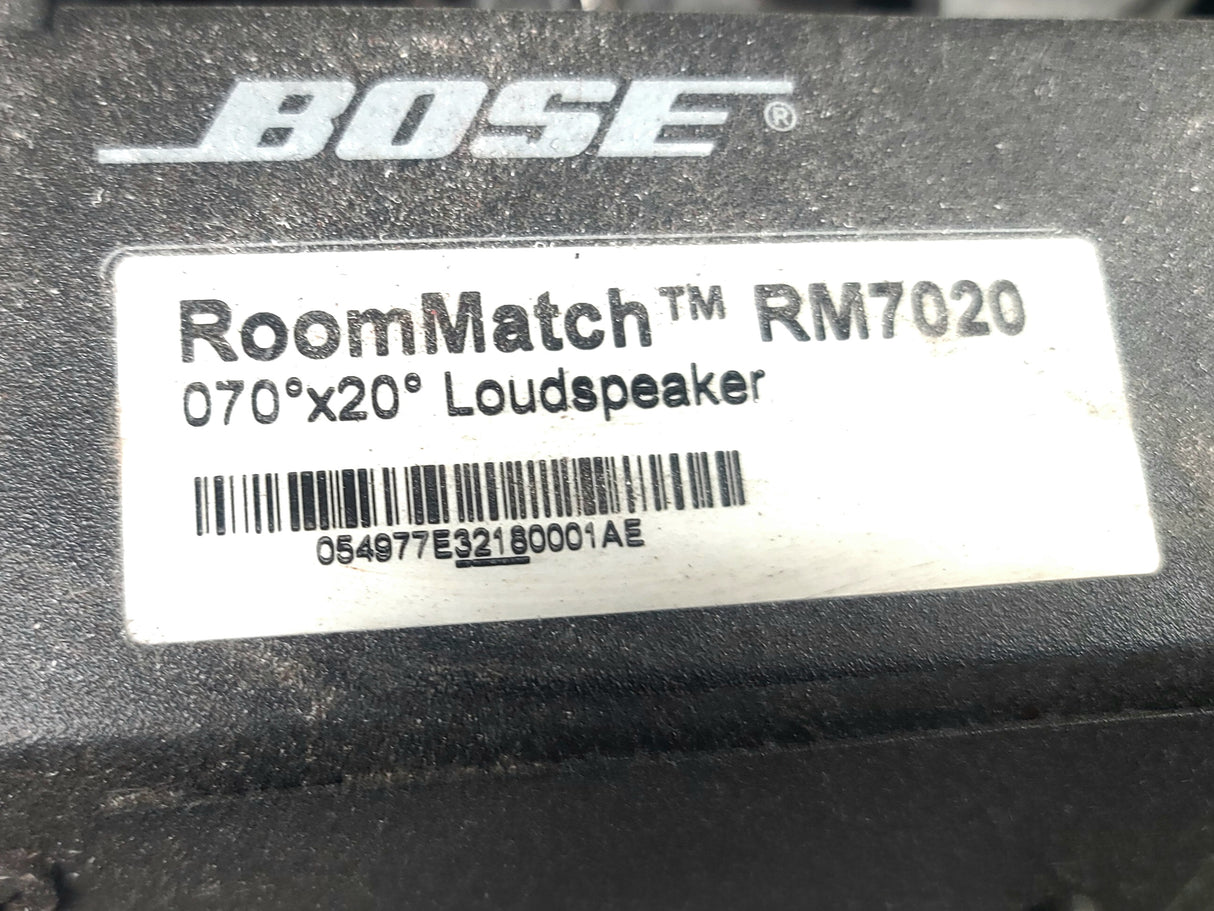 BOSE®
RoomMatch™ RM7020
070°x20° Loudspeaker
054977E32180001AE